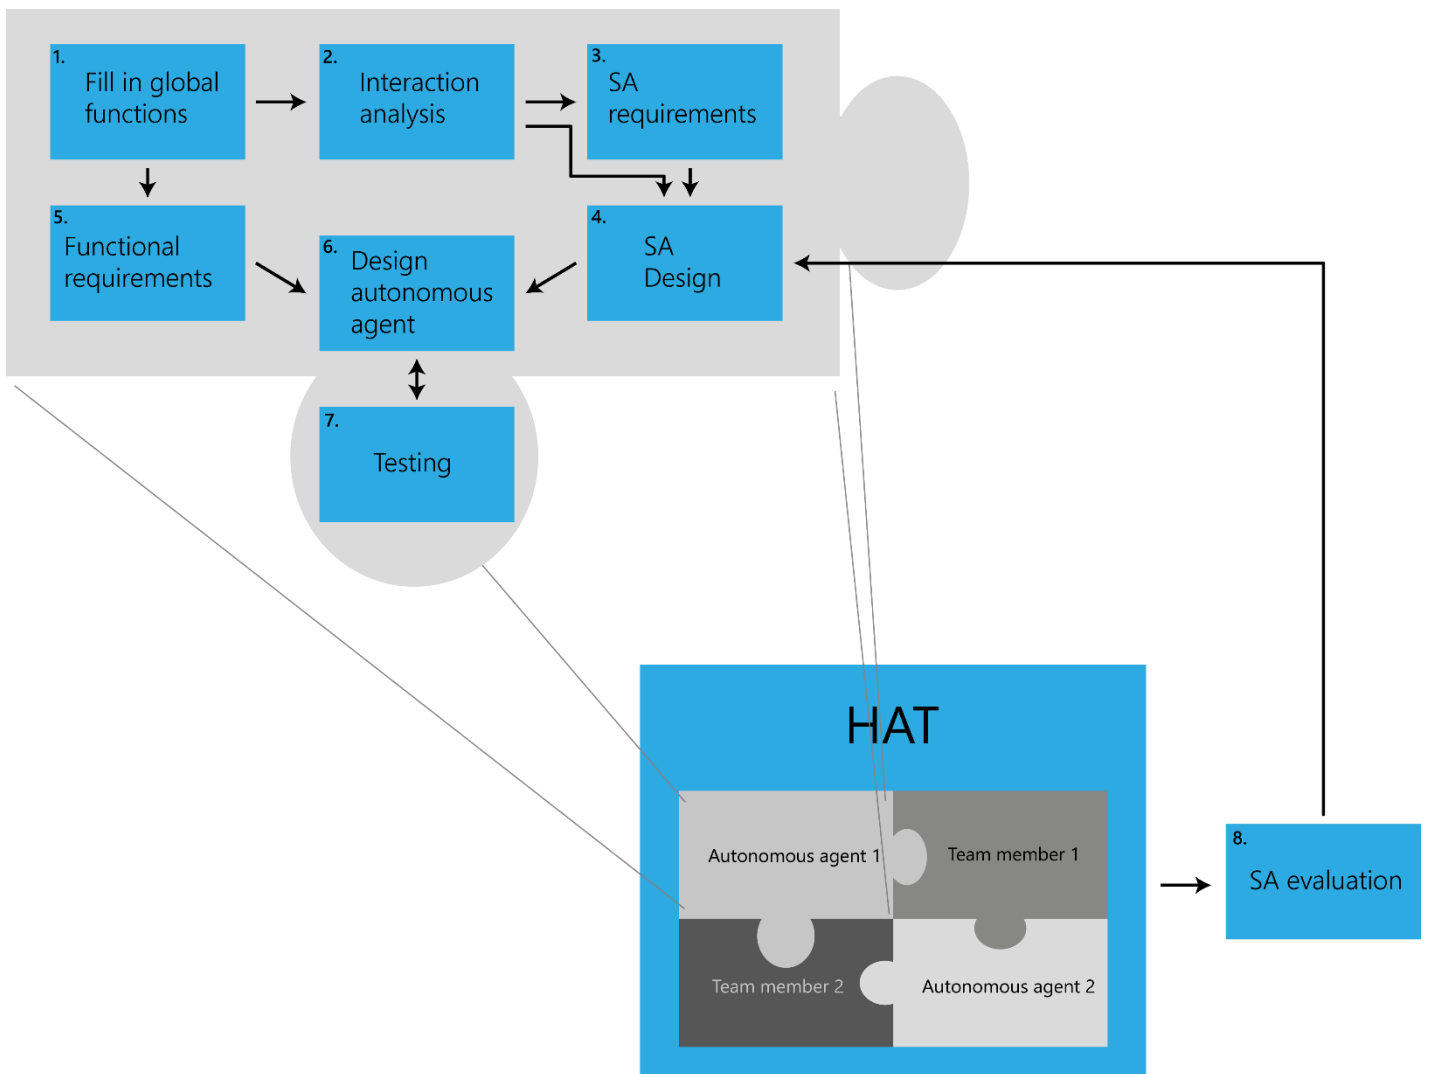 1.
Fill in global
functions
2.
Interaction
analysis
3.
SA
requirements
5.
Functional
requirements
6.
Design
autonomous
agent
4.
SA
Design
7.
Testing
HAT
Autonomous agent 1
Team member 1
Team member 2
Autonomous agent 2
8.
SA evaluation